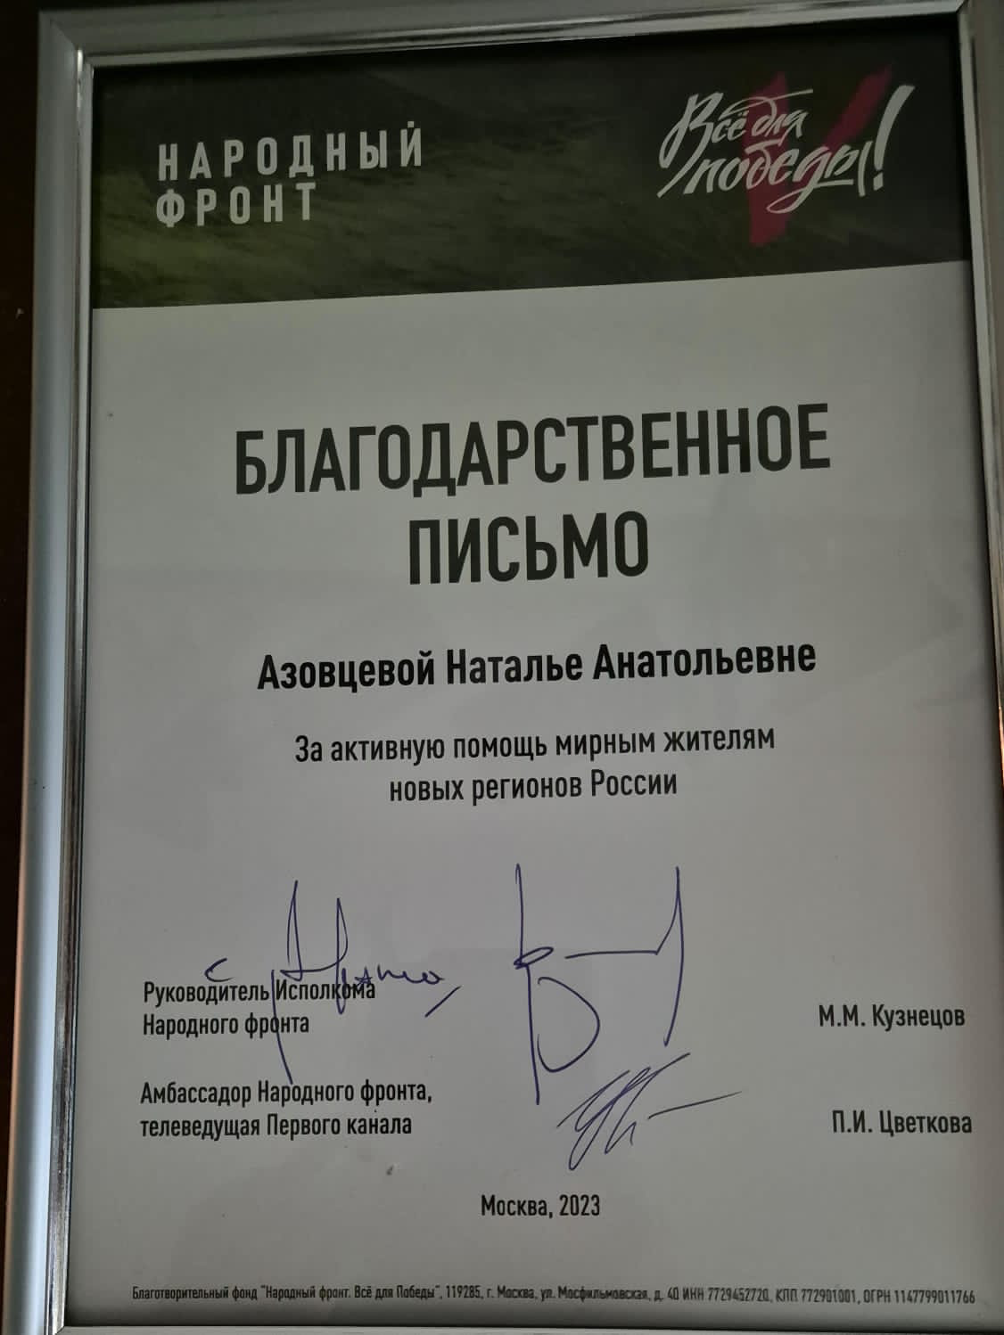 НАРОДНЫЙ
ФРОНТ
Всё для
победы!
БЛАГОДАРСТВЕННОЕ
ПИСЬМО
Азовцевой Наталье Анатольевне
За активную помощь мирным жителям
новых регионов России
Руководитель Исполкома
Народного фронта
М.М. Кузнецов
Амбассадор Народного фронта,
телеведущая Первого канала
П.И. Цветкова
Москва, 2023
Благотворительный фонд "Народный фронт. Всё для Победы", 119285, г. Москва, ул. Мосфильмовская, д. 40 ИНН 7729452720, КПП 772901001, ОГРН 1147799011766